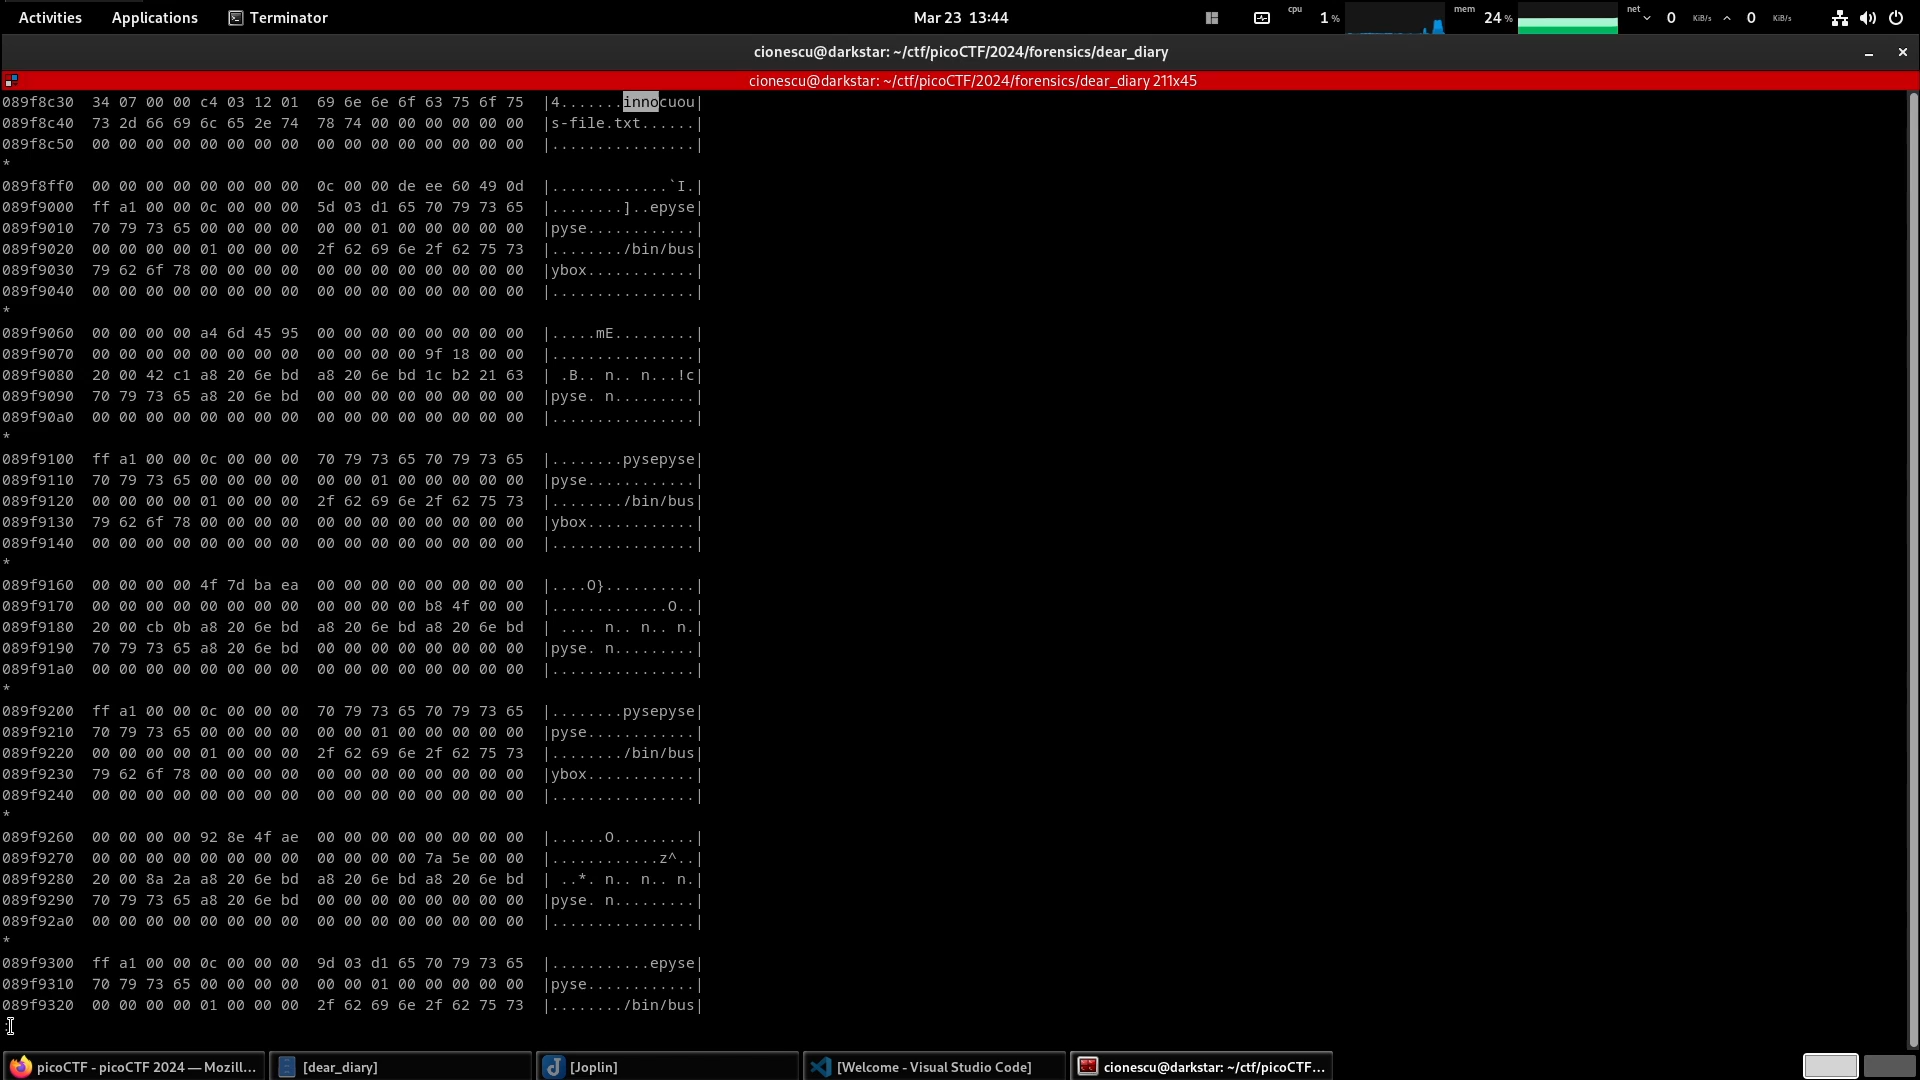 Activities Applications Terminator Mar 23 13:44 cpu 1 % mem 24 % net 0 KiB/s 0 KiB/s
cionescu@darkstar: ~/ctf/picoCTF/2024/forensics/dear_diary
cionescu@darkstar: ~/ctf/picoCTF/2024/forensics/dear_diary 211x45
089f8c30  34 07 00 00 c4 03 12 01  69 6e 6e 6f 63 75 6f 75  |4.......innocuou|
089f8c40  73 2d 66 69 6c 65 2e 74  78 74 00 00 00 00 00 00  |s-file.txt......|
089f8c50  00 00 00 00 00 00 00 00  00 00 00 00 00 00 00 00  |................|
*
089f8ff0  00 00 00 00 00 00 00 00  0c 00 00 de ee 60 49 0d  |.............`I.|
089f9000  ff a1 00 00 0c 00 00 00  5d 03 d1 65 70 79 73 65  |........]..epyse|
089f9010  70 79 73 65 00 00 00 00  00 00 01 00 00 00 00 00  |pyse............|
089f9020  00 00 00 00 01 00 00 00  2f 62 69 6e 2f 62 75 73  |......../bin/bus|
089f9030  79 62 6f 78 00 00 00 00  00 00 00 00 00 00 00 00  |ybox............|
089f9040  00 00 00 00 00 00 00 00  00 00 00 00 00 00 00 00  |................|
*
089f9060  00 00 00 00 a4 6d 45 95  00 00 00 00 00 00 00 00  |.....mE.........|
089f9070  00 00 00 00 00 00 00 00  00 00 00 00 9f 18 00 00  |................|
089f9080  20 00 42 c1 a8 20 6e bd  a8 20 6e bd 1c b2 21 63  | .B.. n.. n...!c|
089f9090  70 79 73 65 a8 20 6e bd  00 00 00 00 00 00 00 00  |pyse. n.........|
089f90a0  00 00 00 00 00 00 00 00  00 00 00 00 00 00 00 00  |................|
*
089f9100  ff a1 00 00 0c 00 00 00  70 79 73 65 70 79 73 65  |........pysepyse|
089f9110  70 79 73 65 00 00 00 00  00 00 01 00 00 00 00 00  |pyse............|
089f9120  00 00 00 00 01 00 00 00  2f 62 69 6e 2f 62 75 73  |......../bin/bus|
089f9130  79 62 6f 78 00 00 00 00  00 00 00 00 00 00 00 00  |ybox............|
089f9140  00 00 00 00 00 00 00 00  00 00 00 00 00 00 00 00  |................|
*
089f9160  00 00 00 00 4f 7d ba ea  00 00 00 00 00 00 00 00  |....O}..........|
089f9170  00 00 00 00 00 00 00 00  00 00 00 00 b8 4f 00 00  |.............O..|
089f9180  20 00 cb 0b a8 20 6e bd  a8 20 6e bd a8 20 6e bd  | .... n.. n.. n.|
089f9190  70 79 73 65 a8 20 6e bd  00 00 00 00 00 00 00 00  |pyse. n.........|
089f91a0  00 00 00 00 00 00 00 00  00 00 00 00 00 00 00 00  |................|
*
089f9200  ff a1 00 00 0c 00 00 00  70 79 73 65 70 79 73 65  |........pysepyse|
089f9210  70 79 73 65 00 00 00 00  00 00 01 00 00 00 00 00  |pyse............|
089f9220  00 00 00 00 01 00 00 00  2f 62 69 6e 2f 62 75 73  |......../bin/bus|
089f9230  79 62 6f 78 00 00 00 00  00 00 00 00 00 00 00 00  |ybox............|
089f9240  00 00 00 00 00 00 00 00  00 00 00 00 00 00 00 00  |................|
*
089f9260  00 00 00 00 92 8e 4f ae  00 00 00 00 00 00 00 00  |......O.........|
089f9270  00 00 00 00 00 00 00 00  00 00 00 00 7a 5e 00 00  |............z^..|
089f9280  20 00 8a 2a a8 20 6e bd  a8 20 6e bd a8 20 6e bd  | ..*. n.. n.. n.|
089f9290  70 79 73 65 a8 20 6e bd  00 00 00 00 00 00 00 00  |pyse. n.........|
089f92a0  00 00 00 00 00 00 00 00  00 00 00 00 00 00 00 00  |................|
*
089f9300  ff a1 00 00 0c 00 00 00  9d 03 d1 65 70 79 73 65  |...........epyse|
089f9310  70 79 73 65 00 00 00 00  00 00 01 00 00 00 00 00  |pyse............|
089f9320  00 00 00 00 01 00 00 00  2f 62 69 6e 2f 62 75 73  |......../bin/bus|
picoCTF - picoCTF 2024 — Mozill... [dear_diary] [Joplin] [Welcome - Visual Studio Code] cionescu@darkstar: ~/ctf/picoCTF...